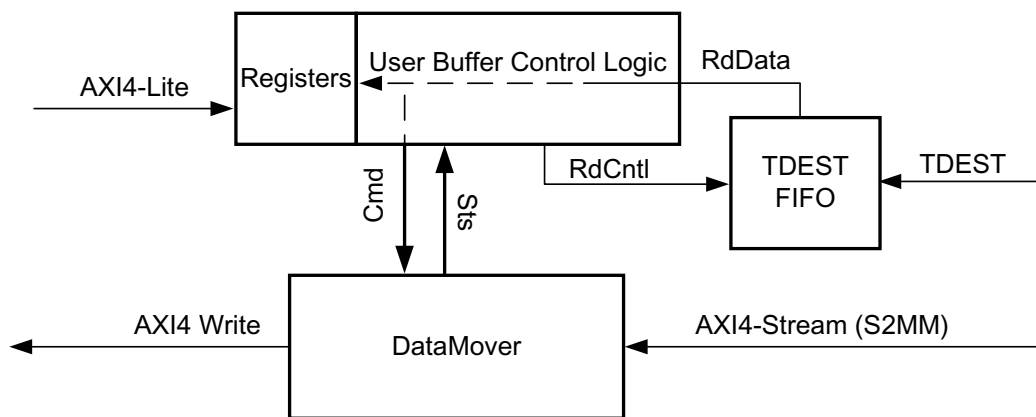 User Buffer Control Logic
RdData
Registers
AXI4-Lite
TDEST
FIFO
TDEST
RdCntl
Cmd
Sts
AXI4 Write
DataMover
AXI4-Stream (S2MM)